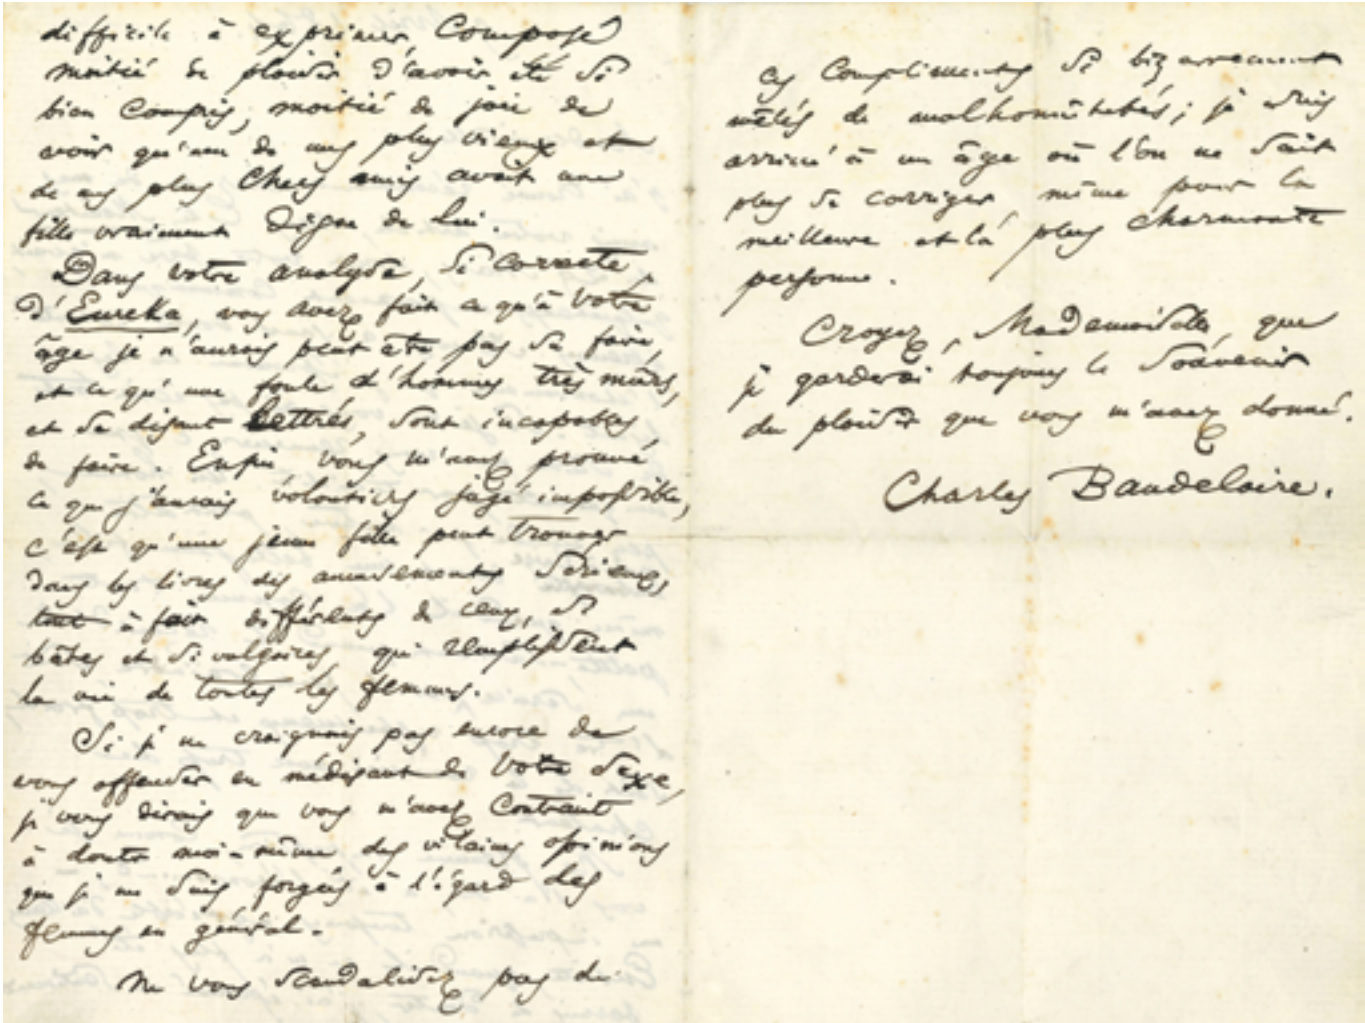 difficile à exprimer, composé
moitié de plaisir d'avoir été si
bien compris, moitié de joie de
voir qu'un de mes plus vieux et
de mes plus chers amis avait une
fille vraiment digne de lui.
Dans votre analyse, si correcte,
d'Eureka, vous avez fait ce qu'à votre
âge je n'aurais peut être pas su faire,
et ce qu'une foule d'hommes très mûrs,
et se disant lettrés, sont incapables
de faire. Enfin vous m'avez prouvé
ce que j'aurais volontiers jugé impossible,
c'est qu'une jeune fille peut trouver
dans les livres des amusements sérieux,
tout à fait différents de ceux, si
bêtes et si vulgaires, qui remplissent
la vie de toutes les femmes.
Si je ne craignais pas encore de
vous offenser en médisant de votre sexe,
je vous dirais que vous m'avez contraint
à douter moi-même des vilaines opinions
que je me suis forgées à l'égard des
femmes en général.
Ne vous scandalisez pas de
ces compliments si bizarrement
mêlés de malhonnêtetés; je suis
arrivé à un âge où l'on ne sait
plus se corriger même pour la
meilleure et la plus charmante
personne.
Croyez, Mademoiselle, que
je garderai toujours le souvenir
du plaisir que vous m'avez donné.
Charles Baudelaire.